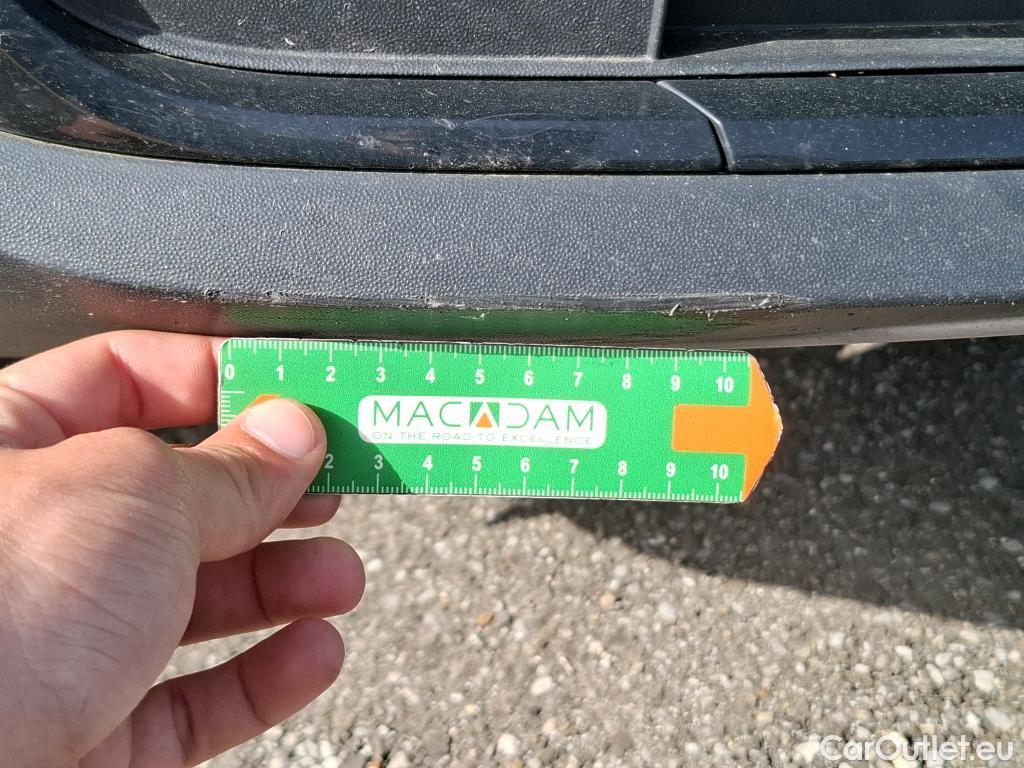 0 1 2 3 4 5 6 7 8 9 10
MACADAM
ON THE ROAD TO EXCELLENCE
2 3 4 5 6 7 8 9 10
CarOutlet.eu